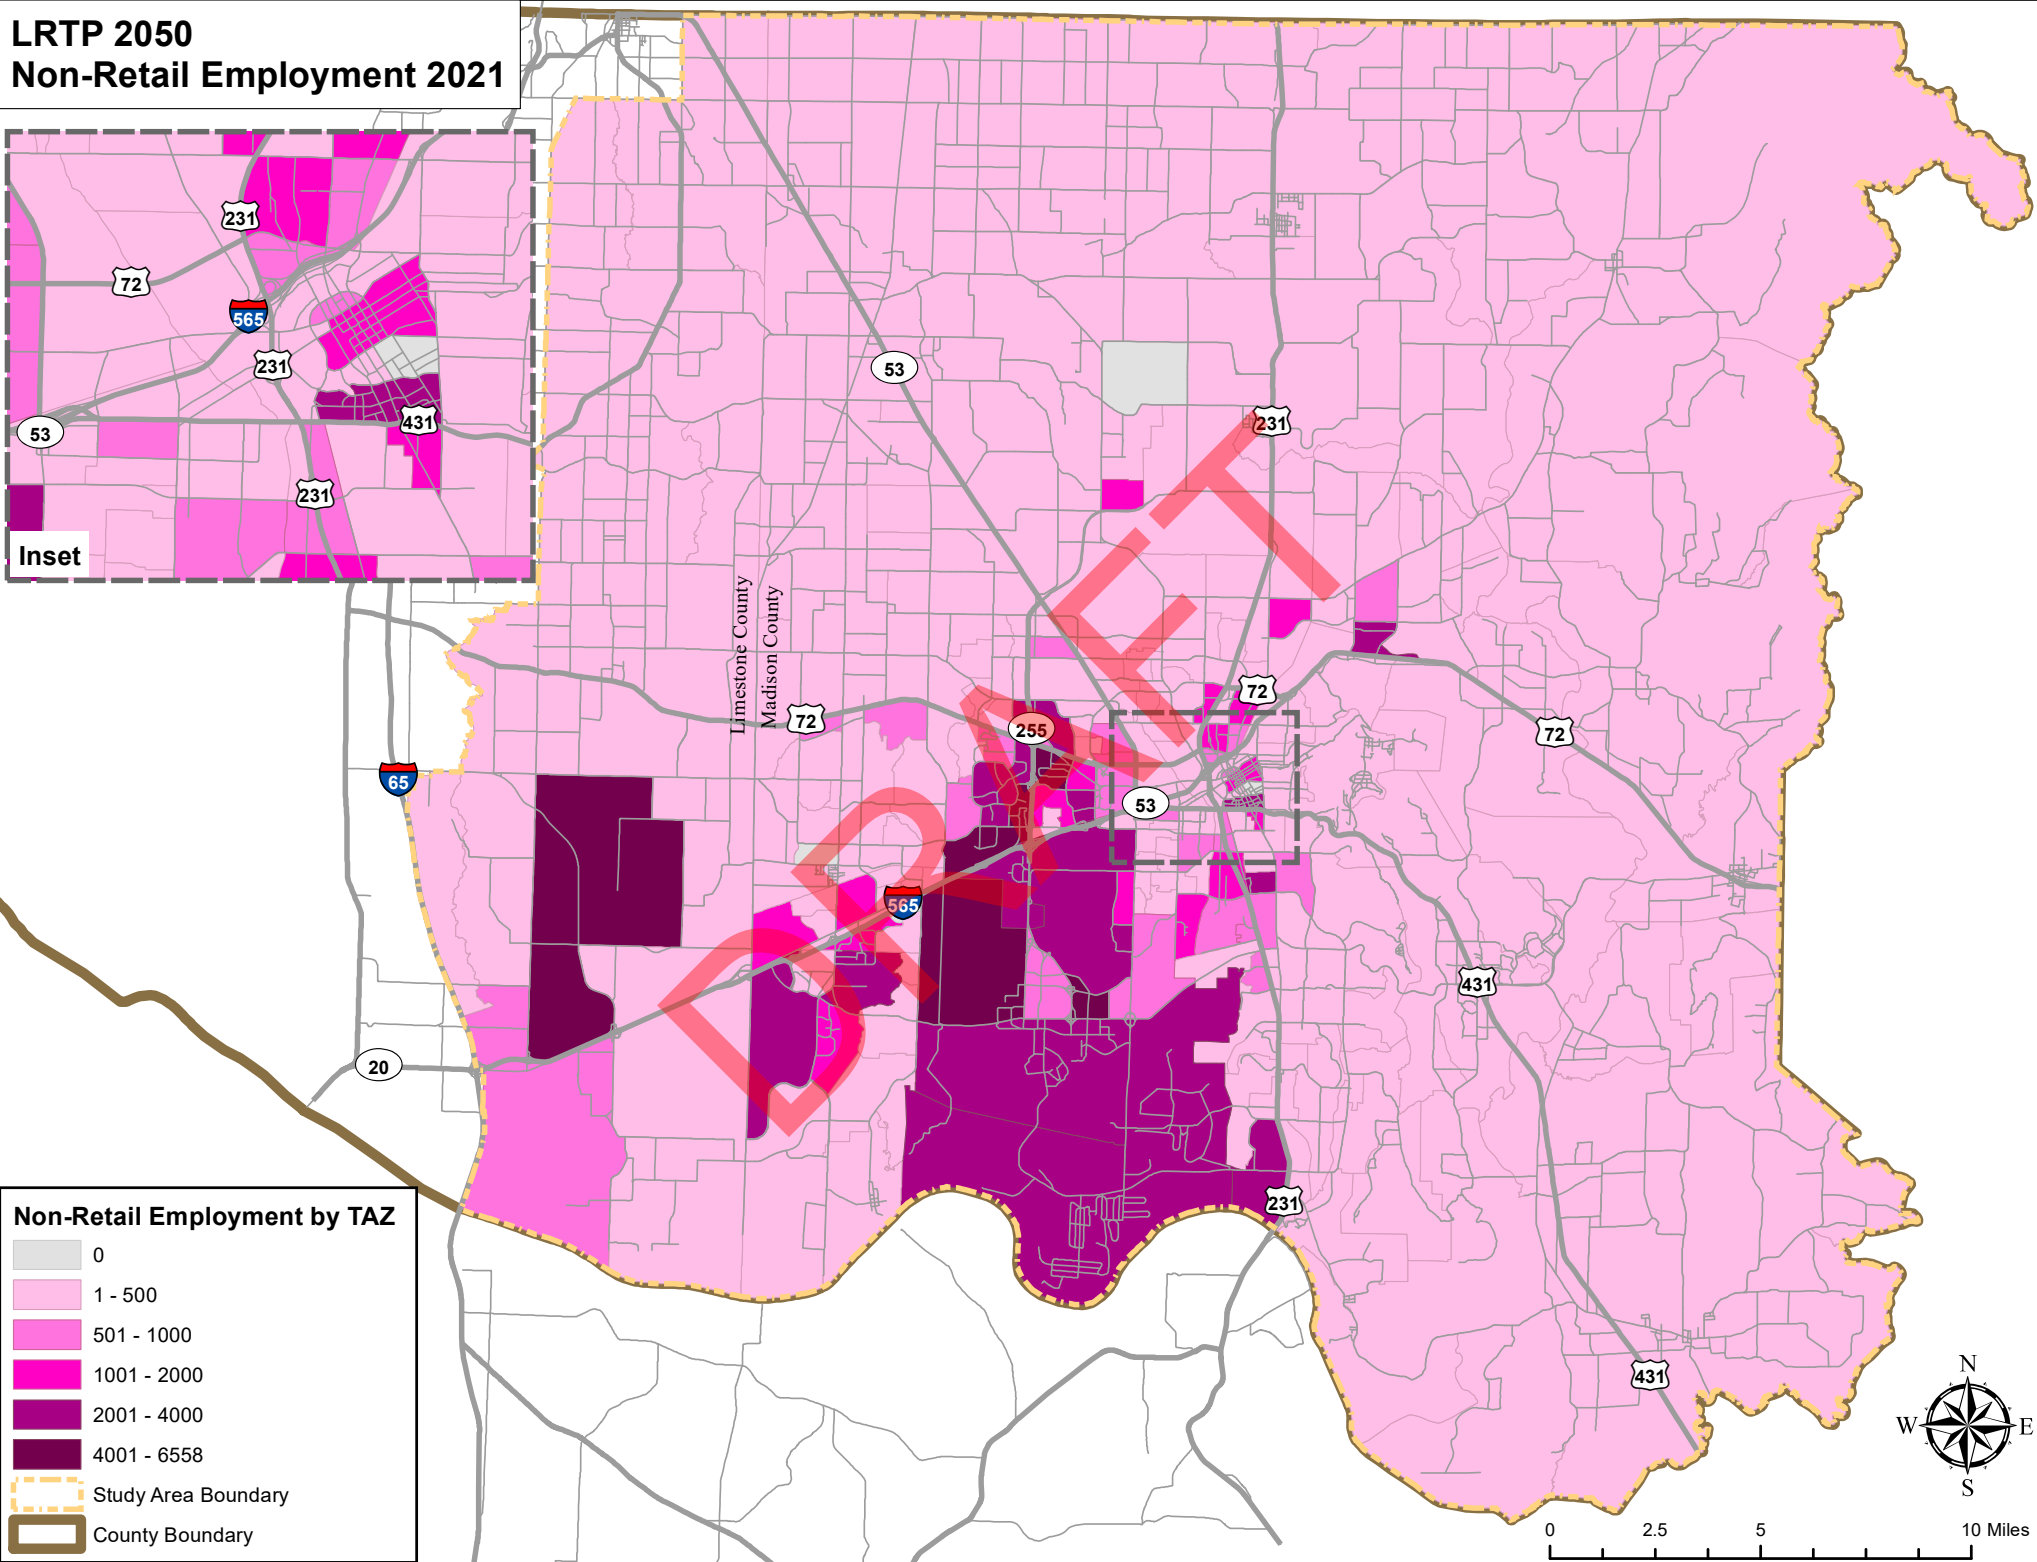 LRTP 2050
Non-Retail Employment 2021
231
72
565
231
53
431
231
Inset
53
231
Limestone County
Madison County
72
72
255
72
65
53
565
431
20
231
431
DRAFT
Non-Retail Employment by TAZ
0
1 - 500
501 - 1000
1001 - 2000
2001 - 4000
4001 - 6558
Study Area Boundary
County Boundary
N
W
E
S
0
2.5
5
10 Miles